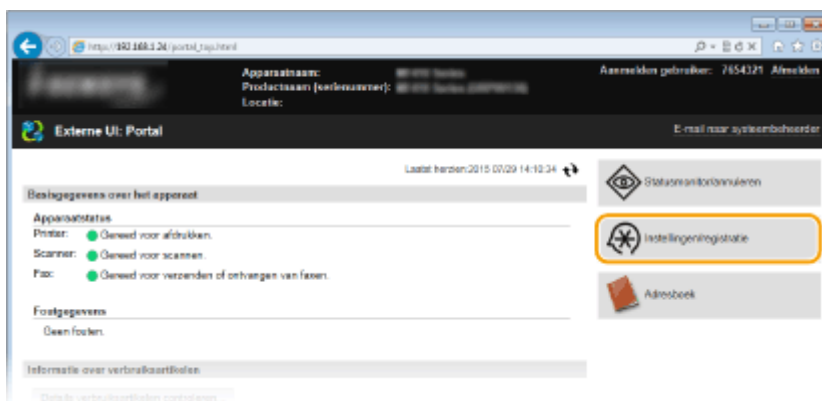 http://192.168.1.24/portal_top.html
Apparaatnaam:
Productnaam (serienummer):
Locatie:
Aanmelden gebruiker: 7654321 Afmelden
Externe UI: Portal
E-mail naar systeembeheerder
Laatst herzien:2015 07/29 14:10:34
Basisgegevens over het apparaat
Apparaatstatus
Printer: Gereed voor afdrukken.
Scanner: Gereed voor scannen.
Fax: Gereed voor verzenden of ontvangen van faxen.
Foutgegevens
Geen fouten.
Informatie over verbruiksartikelen
Details verbruiksartikelen controleren
Statusmonitor/annuleren
Instellingen/registratie
Adresboek